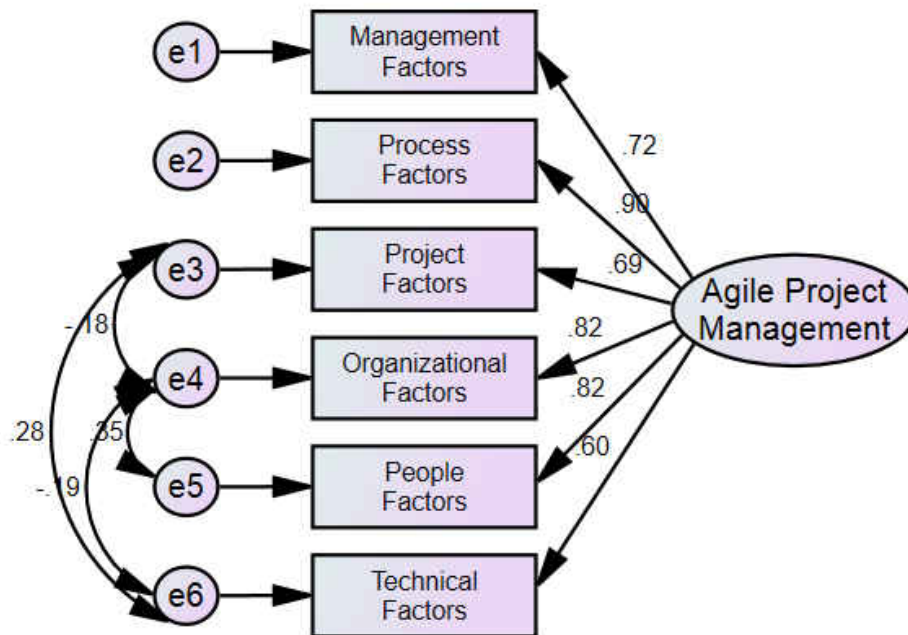 e1
Management
Factors
.72
e2
Process
Factors
.90
e3
Project
Factors
.69
Agile Project
Management
-.18
.82
e4
Organizational
Factors
.82
.28
.35
.60
-.19
e5
People
Factors
e6
Technical
Factors